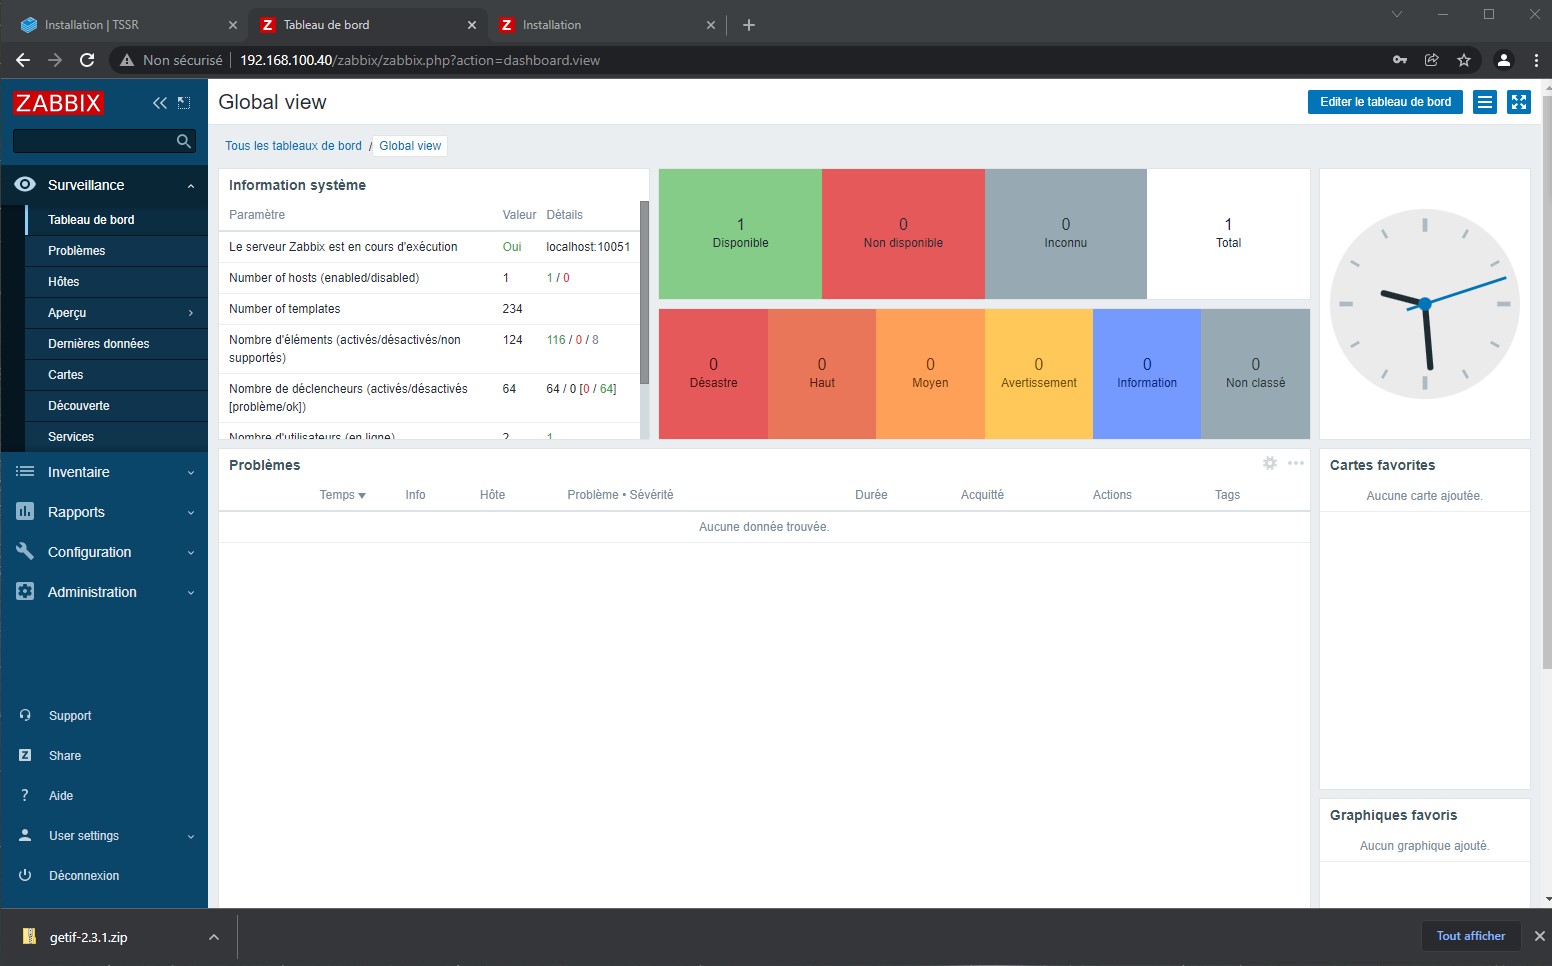 Installation | TSSR
Tableau de bord
Installation
Non sécurisé
192.168.100.40/zabbix/zabbix.php?action=dashboard.view
ZABBIX
Global view
Editer le tableau de bord
Tous les tableaux de bord / Global view
Surveillance
Tableau de bord
Problèmes
Hôtes
Aperçu
Dernières données
Cartes
Découverte
Services
Inventaire
Rapports
Configuration
Administration
Support
Share
Aide
User settings
Déconnexion
Information système
Paramètre Valeur Détails
Le serveur Zabbix est en cours d'exécution Oui localhost:10051
Number of hosts (enabled/disabled) 1 1 / 0
Number of templates 234
Nombre d'éléments (activés/désactivés/non supportés) 124 116 / 0 / 8
Nombre de déclencheurs (activés/désactivés [problème/ok]) 64 64 / 0 [0 / 64]
Nombre d'utilisateurs (en ligne) 2 1
1
Disponible
0
Non disponible
0
Inconnu
1
Total
0
Désastre
0
Haut
0
Moyen
0
Avertissement
0
Information
0
Non classé
Problèmes
Temps Info Hôte Problème • Sévérité Durée Acquitté Actions Tags
Aucune donnée trouvée.
Cartes favorites
Aucune carte ajoutée.
Graphiques favoris
Aucun graphique ajouté.
getif-2.3.1.zip
Tout afficher